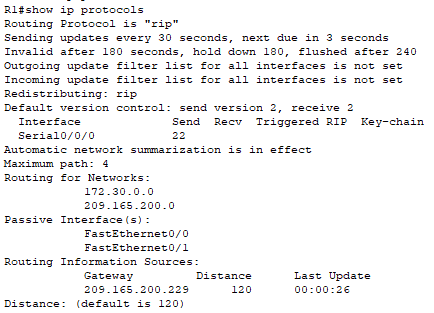 R1#show ip protocols
Routing Protocol is "rip"
Sending updates every 30 seconds, next due in 3 seconds
Invalid after 180 seconds, hold down 180, flushed after 240
Outgoing update filter list for all interfaces is not set
Incoming update filter list for all interfaces is not set
Redistributing: rip
Default version control: send version 2, receive 2
Interface Send Recv Triggered RIP Key-chain
Serial0/0/0 22
Automatic network summarization is in effect
Maximum path: 4
Routing for Networks:
172.30.0.0
209.165.200.0
Passive Interface(s):
FastEthernet0/0
FastEthernet0/1
Routing Information Sources:
Gateway Distance Last Update
209.165.200.229 120 00:00:26
Distance: (default is 120)